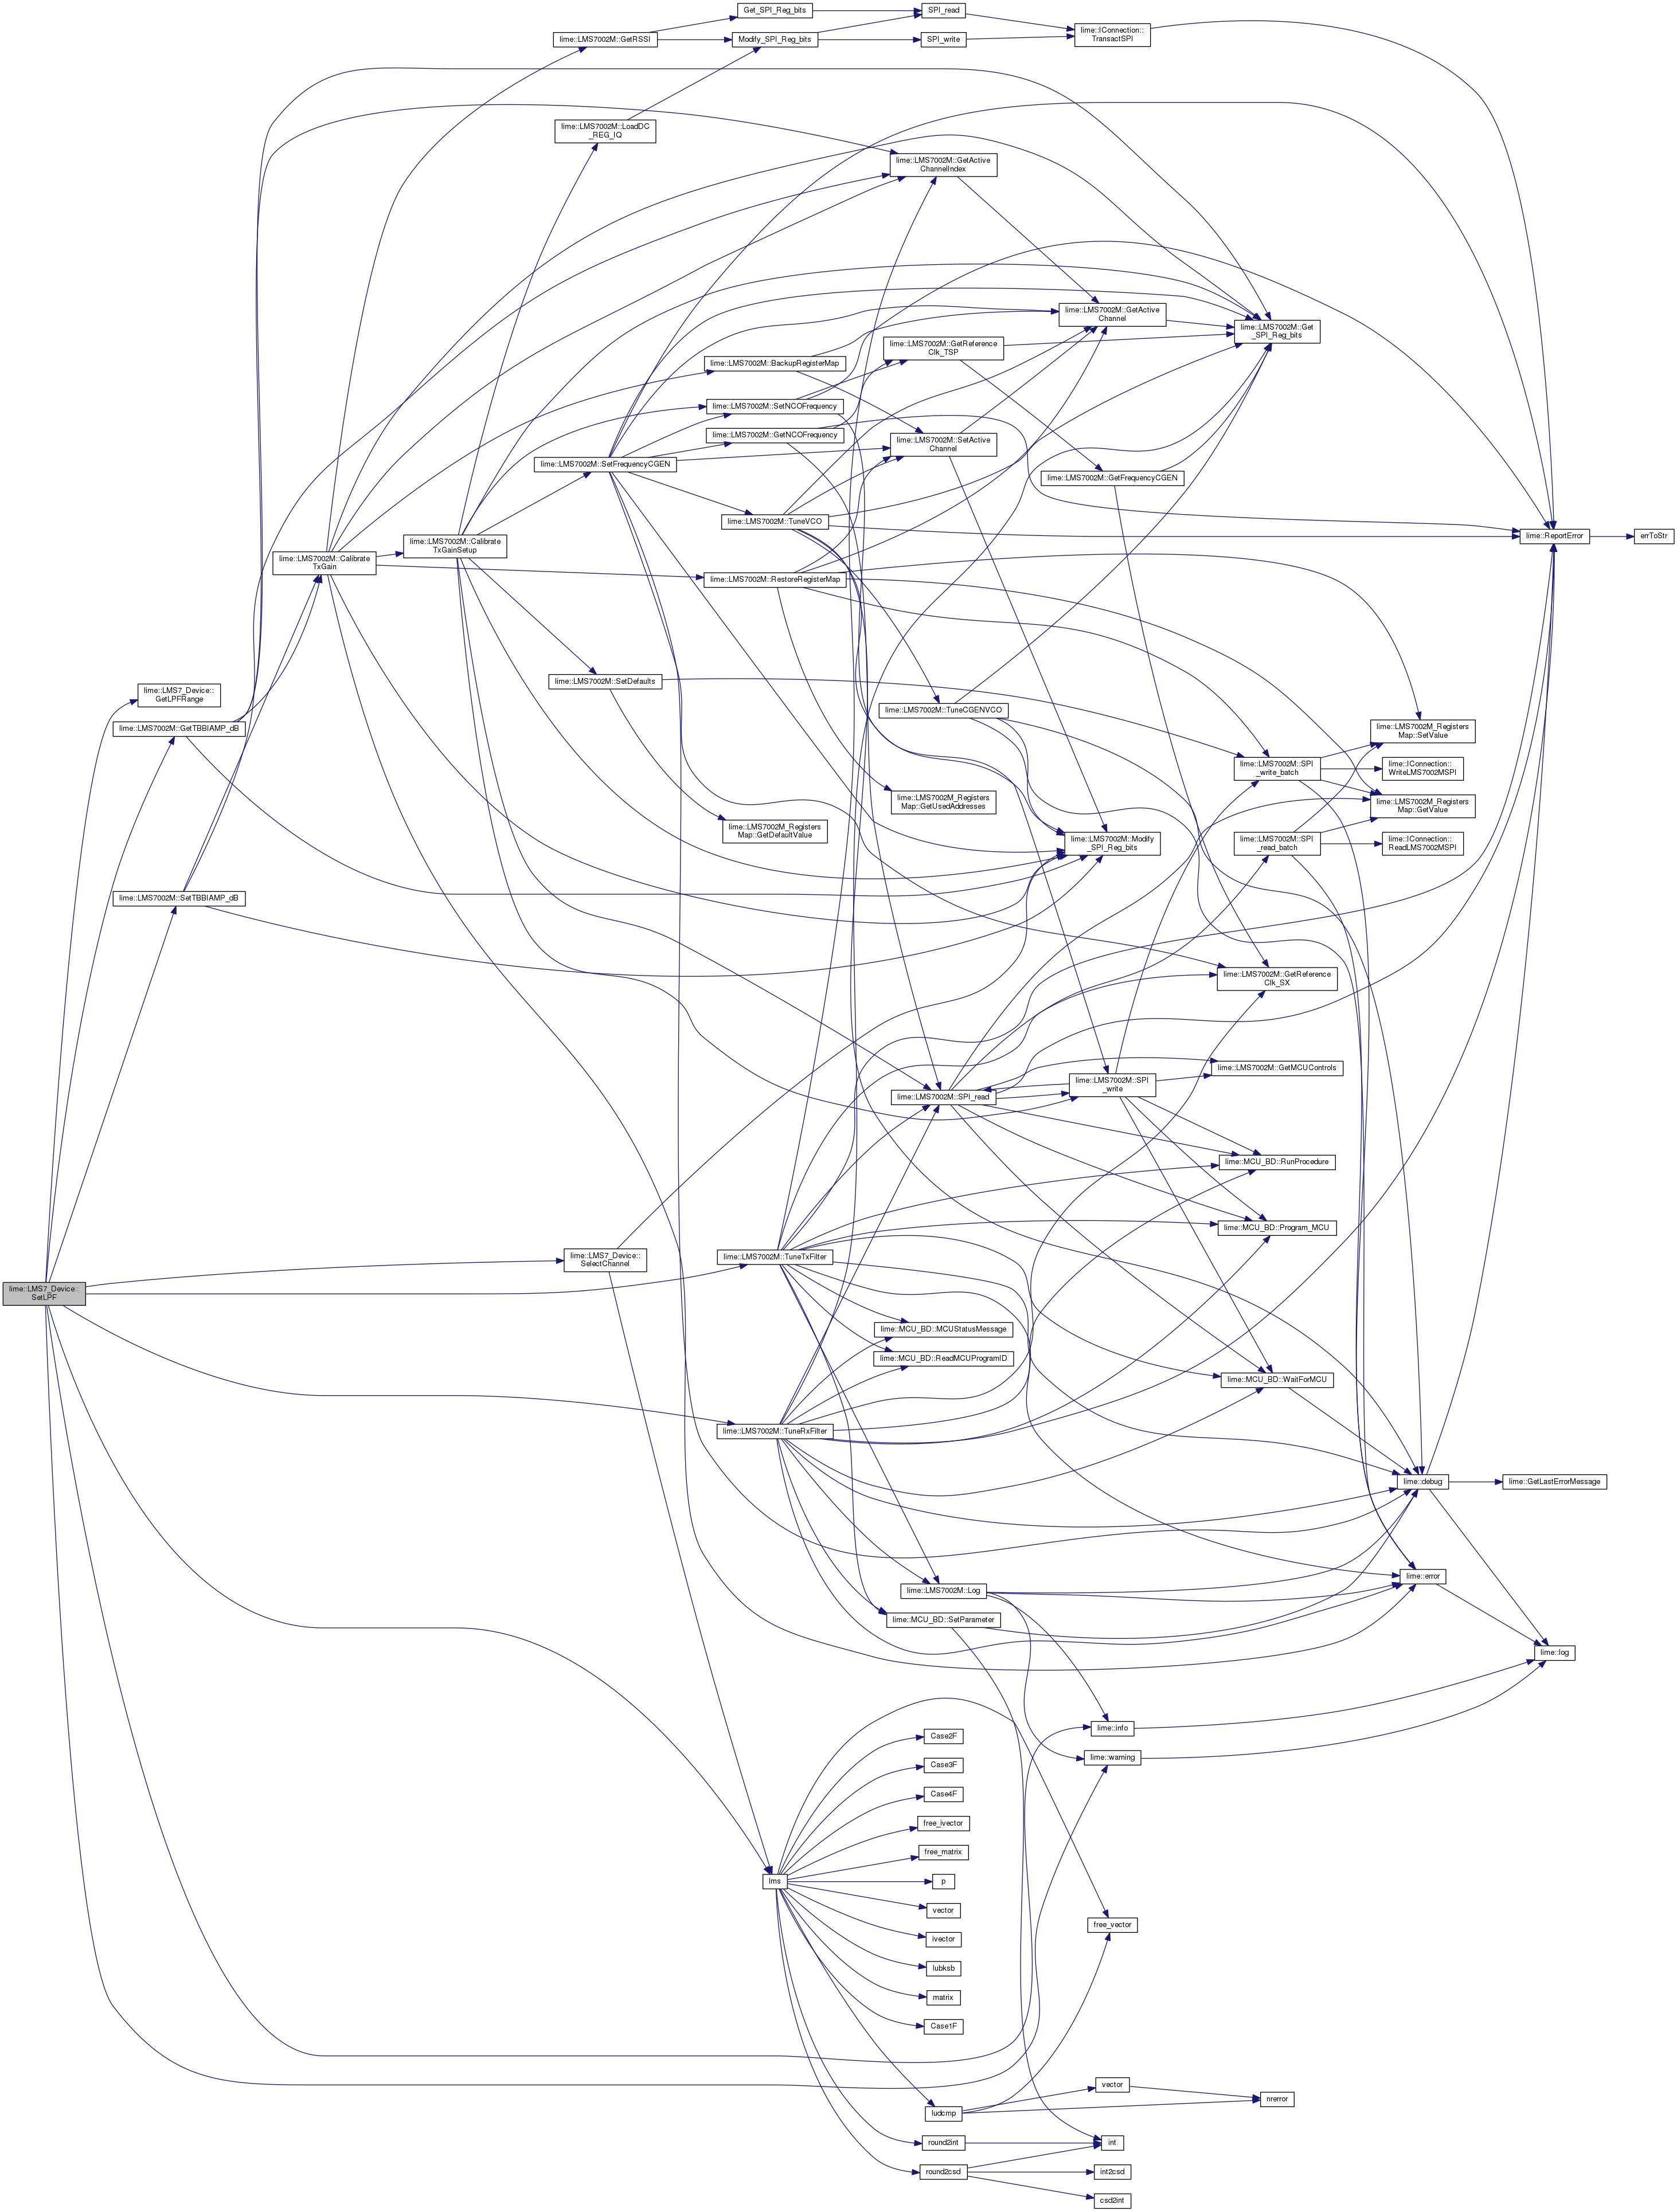 Get_SPI_Reg_bits
SPI_read
lime::LMS7002M::GetRSSI
Modify_SPI_Reg_bits
SPI_write
lime::IConnection::
TransactSPI
lime::LMS7002M::LoadDC
_REG_IQ
lime::LMS7002M::GetActive
ChannelIndex
lime::LMS7002M::GetActive
Channel
lime::LMS7002M::Get
_SPI_Reg_bits
lime::LMS7002M::GetReference
Clk_TSP
lime::LMS7002M::BackupRegisterMap
lime::LMS7002M::SetNCOFrequency
lime::LMS7002M::GetNCOFrequency
lime::LMS7002M::SetActive
Channel
lime::LMS7002M::SetFrequencyCGEN
lime::LMS7002M::GetFrequencyCGEN
lime::LMS7002M::TuneVCO
lime::ReportError
errToStr
lime::LMS7002M::Calibrate
TxGainSetup
lime::LMS7002M::Calibrate
TxGain
lime::LMS7002M::RestoreRegisterMap
lime::LMS7002M::SetDefaults
lime::LMS7_Device::
GetLPFRange
lime::LMS7002M::TuneCGENVCO
lime::LMS7002M::GetTBBIAMP_dB
lime::LMS7002M_Registers
Map::SetValue
lime::LMS7002M::SPI
_write_batch
lime::IConnection::
WriteLMS7002MSPI
lime::LMS7002M_Registers
Map::GetUsedAddresses
lime::LMS7002M_Registers
Map::GetValue
lime::LMS7002M_Registers
Map::GetDefaultValue
lime::LMS7002M::Modify
_SPI_Reg_bits
lime::LMS7002M::SPI
_read_batch
lime::IConnection::
ReadLMS7002MSPI
lime::LMS7002M::SetTBBIAMP_dB
lime::LMS7002M::GetReference
Clk_SX
lime::LMS7002M::GetMCUControls
lime::LMS7002M::SPI_read
lime::LMS7002M::SPI
_write
lime::MCU_BD::RunProcedure
lime::MCU_BD::Program_MCU
lime::LMS7_Device::
SelectChannel
lime::LMS7002M::TuneTxFilter
lime::LMS7_Device::
SetLPF
lime::MCU_BD::MCUStatusMessage
lime::MCU_BD::ReadMCUProgramID
lime::MCU_BD::WaitForMCU
lime::LMS7002M::TuneRxFilter
lime::debug
lime::GetLastErrorMessage
lime::error
lime::LMS7002M::Log
lime::MCU_BD::SetParameter
lime::log
lime::info
lime::warning
Case2F
Case3F
Case4F
free_ivector
free_matrix
lms
p
vector
free_vector
ivector
lubksb
matrix
Case1F
vector
nrerror
ludcmp
round2int
int
round2csd
int2csd
csd2int